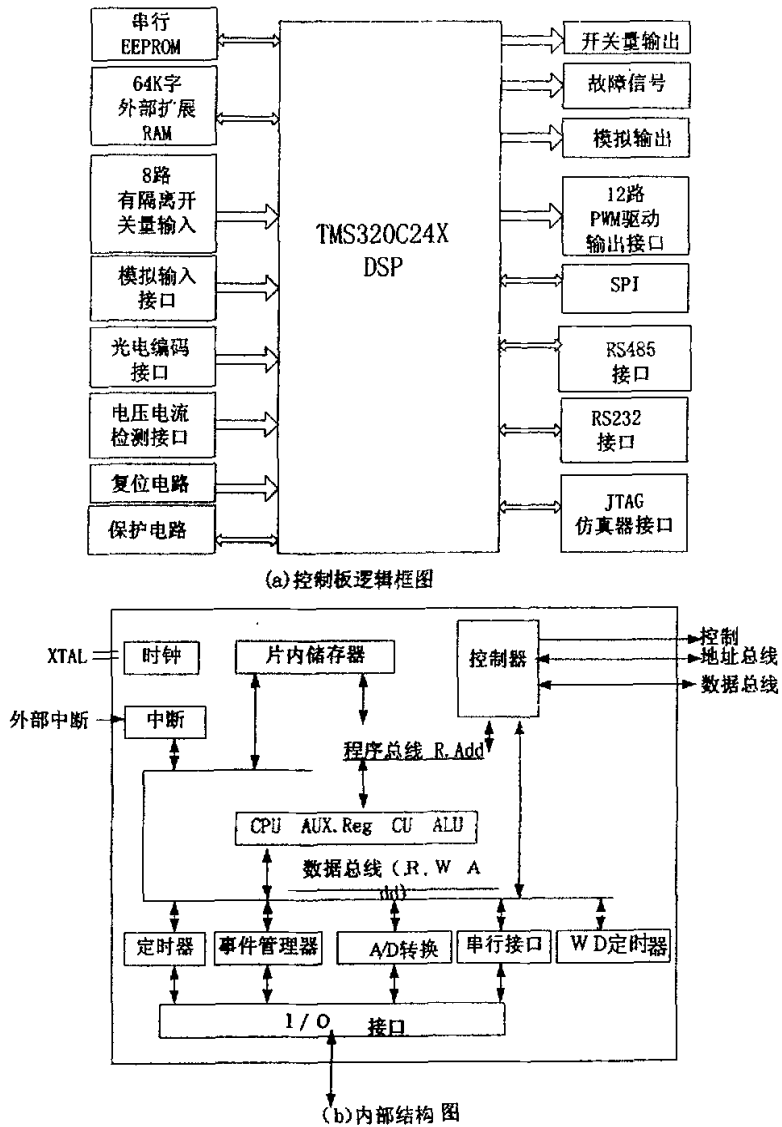 串行
EEPROM
64K字
外部扩展
RAM
8路
有隔离开
关量输入
模拟输入
接口
光电编码
接口
电压电流
检测接口
复位电路
保护电路
TMS320C24X
DSP
开关量输出
故障信号
模拟输出
12路
PWM驱动
输出接口
SPI
RS485
接口
RS232
接口
JTAG
仿真器接口
(a)控制板逻辑框图
XTAL
时钟
片内储存器
控制器
控制
地址总线
数据总线
外部中断
中断
程序总线 R.Add
CPU AUX.Reg CU ALU
数据总线(.R.W A
dd)
定时器
事件管理器
A/D转换
串行接口
WD定时器
I/O 接口
(b)内部结构图